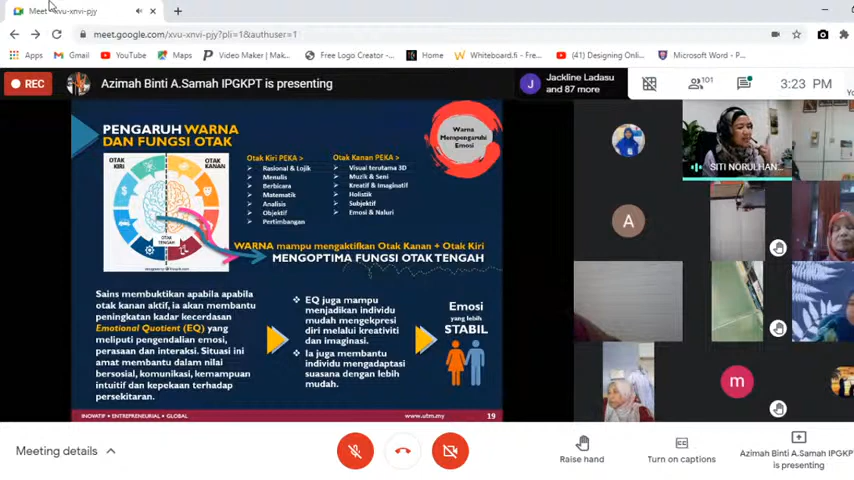 Meet - xvu-xnvi-pjy
meet.google.com/xvu-xnvi-pjy?pli=1&authuser=1
Apps
Gmail
YouTube
Maps
Video Maker | Mak...
Free Logo Creator -...
Home
Whiteboard.fi - Fre...
(41) Designing Onli...
Microsoft Word - P...
REC
Azimah Binti A.Samah IPGKPT is presenting
Jackline Ladasu
and 87 more
J
101
3:23 PM
PENGARUH WARNA
DAN FUNGSI OTAK
Warna
Mempengaruhi
Emosi
OTAK
KIRI
OTAK
KANAN
OTAK
TENGAH
Otak Kiri PEKA >
Rasional & Lojik
Menulis
Berbicara
Matematik
Analisis
Objektif
Pertimbangan
Otak Kanan PEKA >
Visual terutama 3D
Muzik & Seni
Kreatif & Imaginatif
Holistik
Subjektif
Emosi & Naluri
WARNA mampu mengaktifkan Otak Kanan + Otak Kiri
MENGOPTIMA FUNGSI OTAK TENGAH
Sains membuktikan apabila apabila
otak kanan aktif, ia akan membantu
peningkatan kadar kecerdasan
Emotional Quotient (EQ) yang
meliputi pengendalian emosi,
perasaan dan interaksi. Situasi ini
amat membantu dalam nilai
bersosial, komunikasi, kemampuan
intuitif dan kepekaan terhadap
persekitaran.
EQ juga mampu
menjadikan individu
mudah mengekpresi
diri melalui kreativiti
dan imaginasi.
Ia juga membantu
individu mengadaptasi
suasana dengan lebih
mudah.
Emosi
yang lebih
STABIL
INOVATIF • ENTREPRENEURIAL • GLOBAL
www.utm.my
19
SITI NORULHAN...
A
m
Meeting details
Raise hand
Turn on captions
Azimah Binti A.Samah IPGKP
is presenting